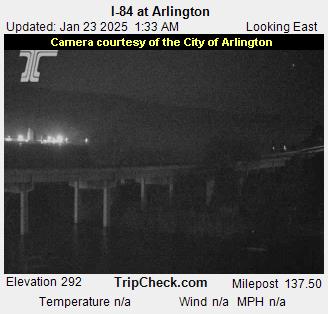 I-84 at Arlington
Updated: Jan 23 2025 1:33 AM Looking East
Camera courtesy of the City of Arlington
Elevation 292 TripCheck.com Milepost 137.50
Temperature n/a Wind n/a MPH n/a